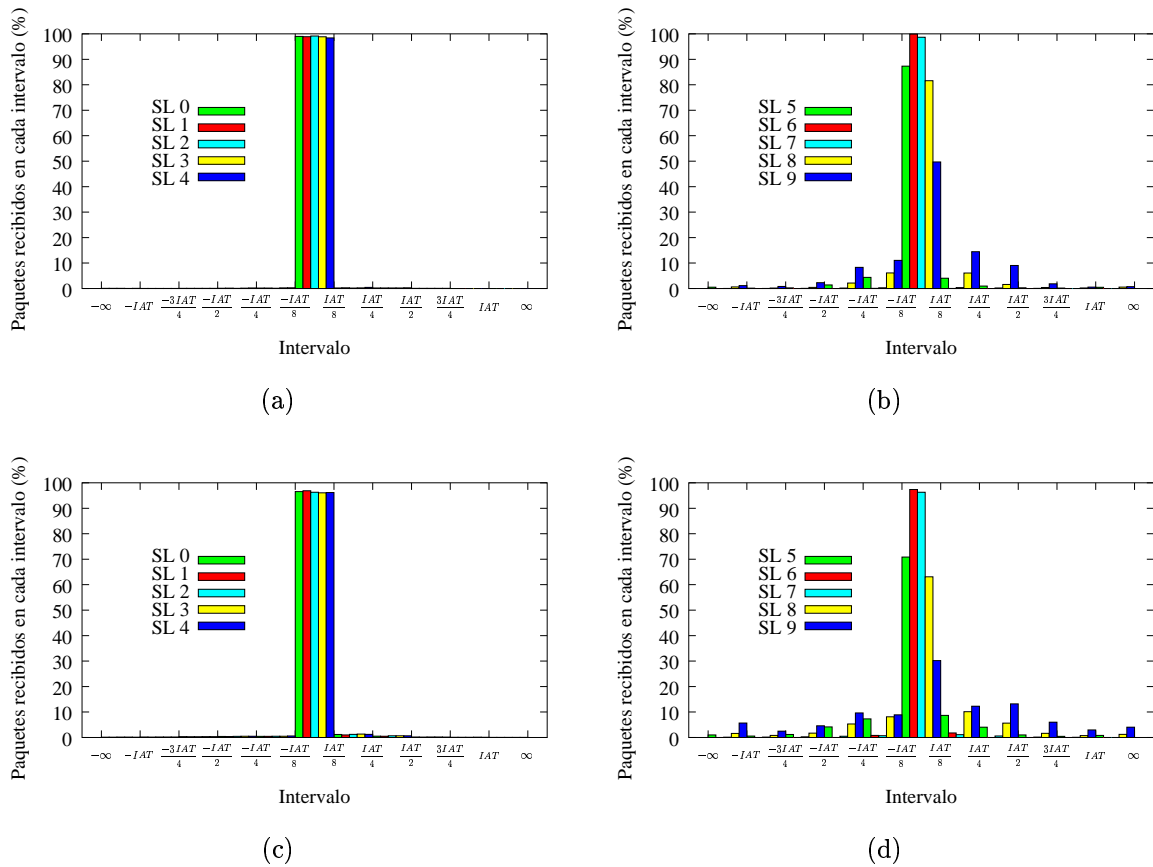 Paquetes recibidos en cada intervalo (%)
100
90
80
70
60
50
40
30
20
10
0
SL 0
SL 1
SL 2
SL 3
SL 4
−∞ −IAT −3IAT/4 −IAT/2 −IAT/4 −IAT/8 IAT/8 IAT/4 IAT/2 3IAT/4 IAT ∞
Intervalo
(a)
Paquetes recibidos en cada intervalo (%)
100
90
80
70
60
50
40
30
20
10
0
SL 5
SL 6
SL 7
SL 8
SL 9
−∞ −IAT −3IAT/4 −IAT/2 −IAT/4 −IAT/8 IAT/8 IAT/4 IAT/2 3IAT/4 IAT ∞
Intervalo
(b)
Paquetes recibidos en cada intervalo (%)
100
90
80
70
60
50
40
30
20
10
0
SL 0
SL 1
SL 2
SL 3
SL 4
−∞ −IAT −3IAT/4 −IAT/2 −IAT/4 −IAT/8 IAT/8 IAT/4 IAT/2 3IAT/4 IAT ∞
Intervalo
(c)
Paquetes recibidos en cada intervalo (%)
100
90
80
70
60
50
40
30
20
10
0
SL 5
SL 6
SL 7
SL 8
SL 9
−∞ −IAT −3IAT/4 −IAT/2 −IAT/4 −IAT/8 IAT/8 IAT/4 IAT/2 3IAT/4 IAT ∞
Intervalo
(d)